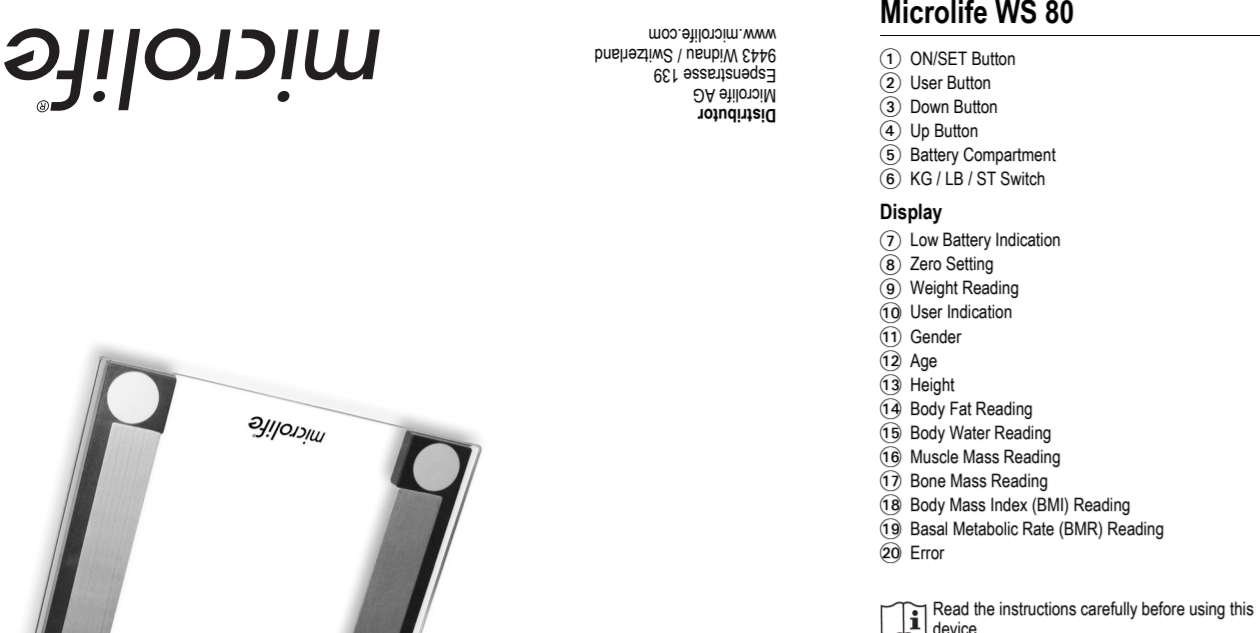 microlife®
Distributor
Microlife AG
Espenstrasse 139
9443 Widnau / Switzerland
www.microlife.com
microlife
Microlife WS 80
1 ON/SET Button
2 User Button
3 Down Button
4 Up Button
5 Battery Compartment
6 KG / LB / ST Switch
Display
7 Low Battery Indication
8 Zero Setting
9 Weight Reading
10 User Indication
11 Gender
12 Age
13 Height
14 Body Fat Reading
15 Body Water Reading
16 Muscle Mass Reading
17 Bone Mass Reading
18 Body Mass Index (BMI) Reading
19 Basal Metabolic Rate (BMR) Reading
20 Error
Read the instructions carefully before using this
device